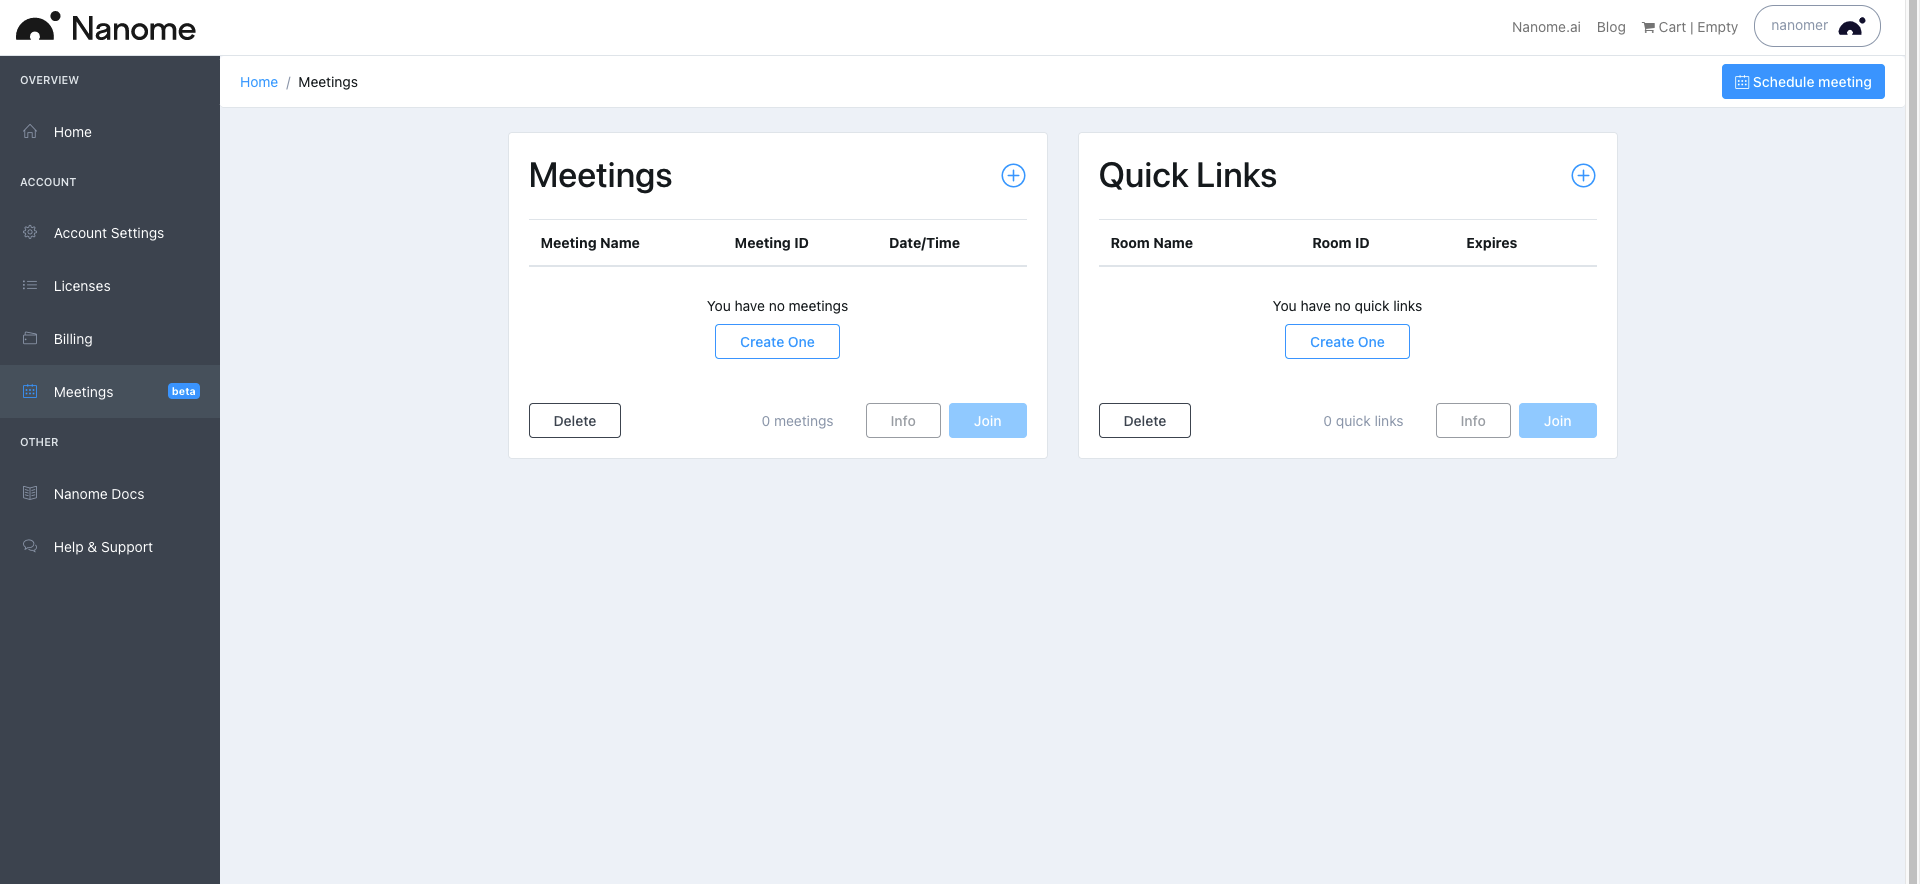 Nanome
Nanome.ai Blog Cart | Empty nanomer
OVERVIEW
Home
ACCOUNT
Account Settings
Licenses
Billing
Meetings beta
OTHER
Nanome Docs
Help & Support
Home / Meetings
Schedule meeting
Meetings
Meeting Name Meeting ID Date/Time
You have no meetings
Create One
Delete 0 meetings Info Join
Quick Links
Room Name Room ID Expires
You have no quick links
Create One
Delete 0 quick links Info Join